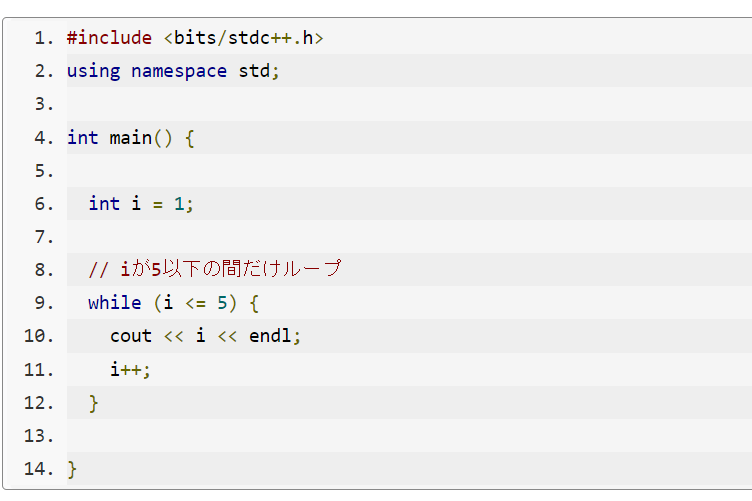 1. #include <bits/stdc++.h>
2. using namespace std;
3.
4. int main() {
5.
6.   int i = 1;
7.
8.   // iが5以下の間だけループ
9.   while (i <= 5) {
10.     cout << i << endl;
11.     i++;
12.   }
13.
14. }